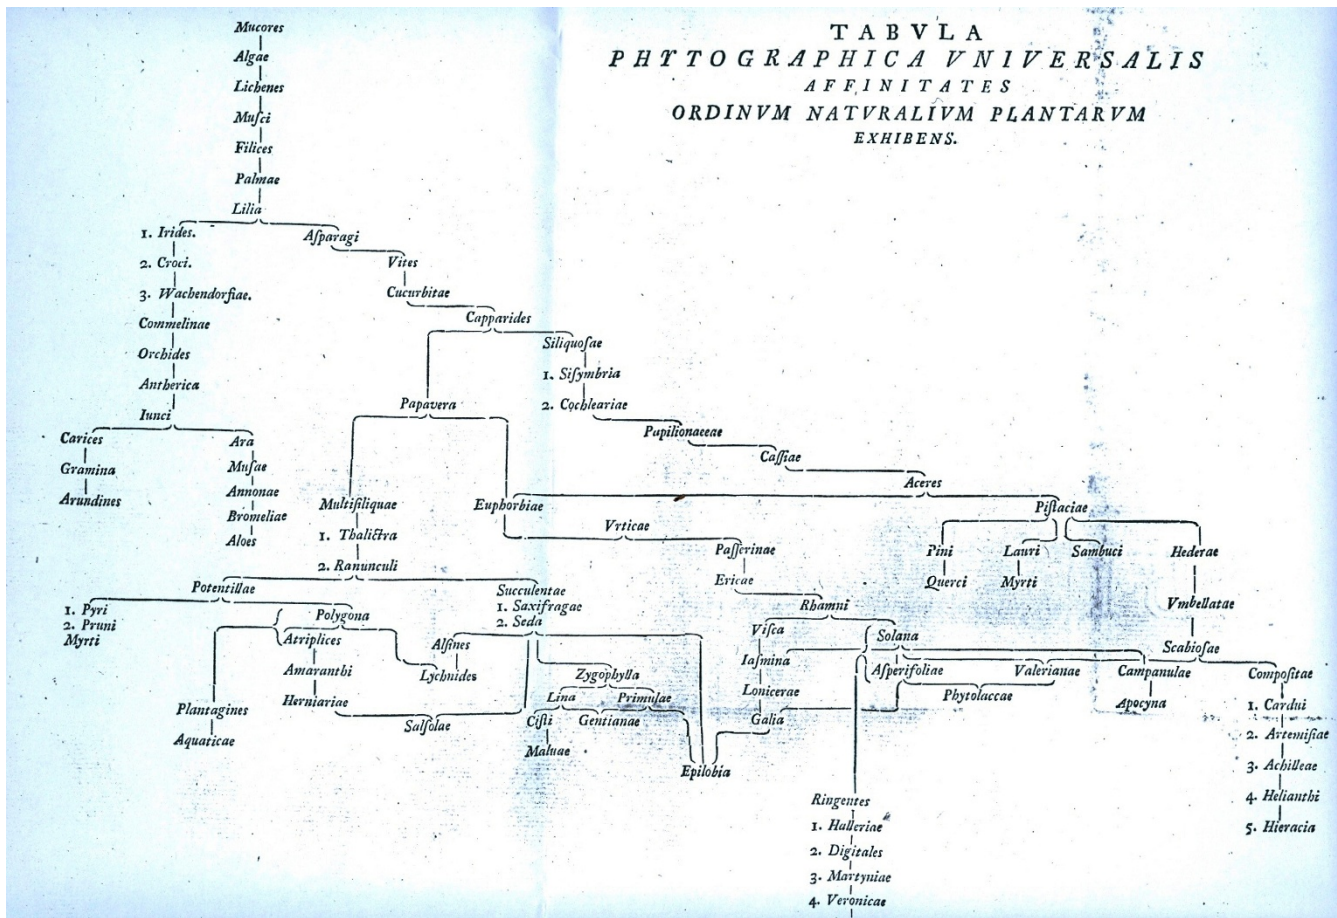 TABVLA
PHYTOGRAPHICA VNIVERSALIS
AFFINITATES
ORDINVM NATVRALIVM PLANTARVM
EXHIBENS.
Mucores
Algae
Lichenes
Muſci
Filices
Palmae
Lilia
1. Irides.
Aſparagi
2. Croci.
Vites
3. Wachendorfiae.
Cucurbitae
Commelinae
Capparides
Orchides
Siliquoſae
Antherica
1. Siſymbria
Iunci
Papavera
2. Cochleariae
Carices
Ara
Papilionaceae
Gramina
Muſae
Caſſiae
Arundines
Annonae
Aceres
Bromeliae
Multiſiliquae
Euphorbiae
Piſtaciae
Aloes
1. Thalictra
Vrticae
2. Ranunculi
Paſſerinae
Pini
Lauri
Sambuci
Hederae
Potentillae
Succulentae
Ericae
Querci
Myrti
1. Pyri
Polygona
1. Saxifragae
Rhamni
Vmbellatae
2. Pruni
2. Seda
Myrti
Atriplices
Alſines
Viſca
Solana
Scabioſae
Amaranthi
Lychnides
Zygophylla
Iaſmina
Aſperifoliae
Valerianae
Campanulae
Compoſitae
Herniariae
Lina
Primulae
Lonicerae
Phytolaccae
Apocyna
1. Cardui
Plantagines
Salſolae
Ciſti
Gentianae
Galia
2. Artemiſiae
Aquaticae
Maluae
Epilobia
3. Achilleae
Ringentes
4. Helianthi
1. Halleriae
5. Hieracia
2. Digitales
3. Martyniae
4. Veronicae